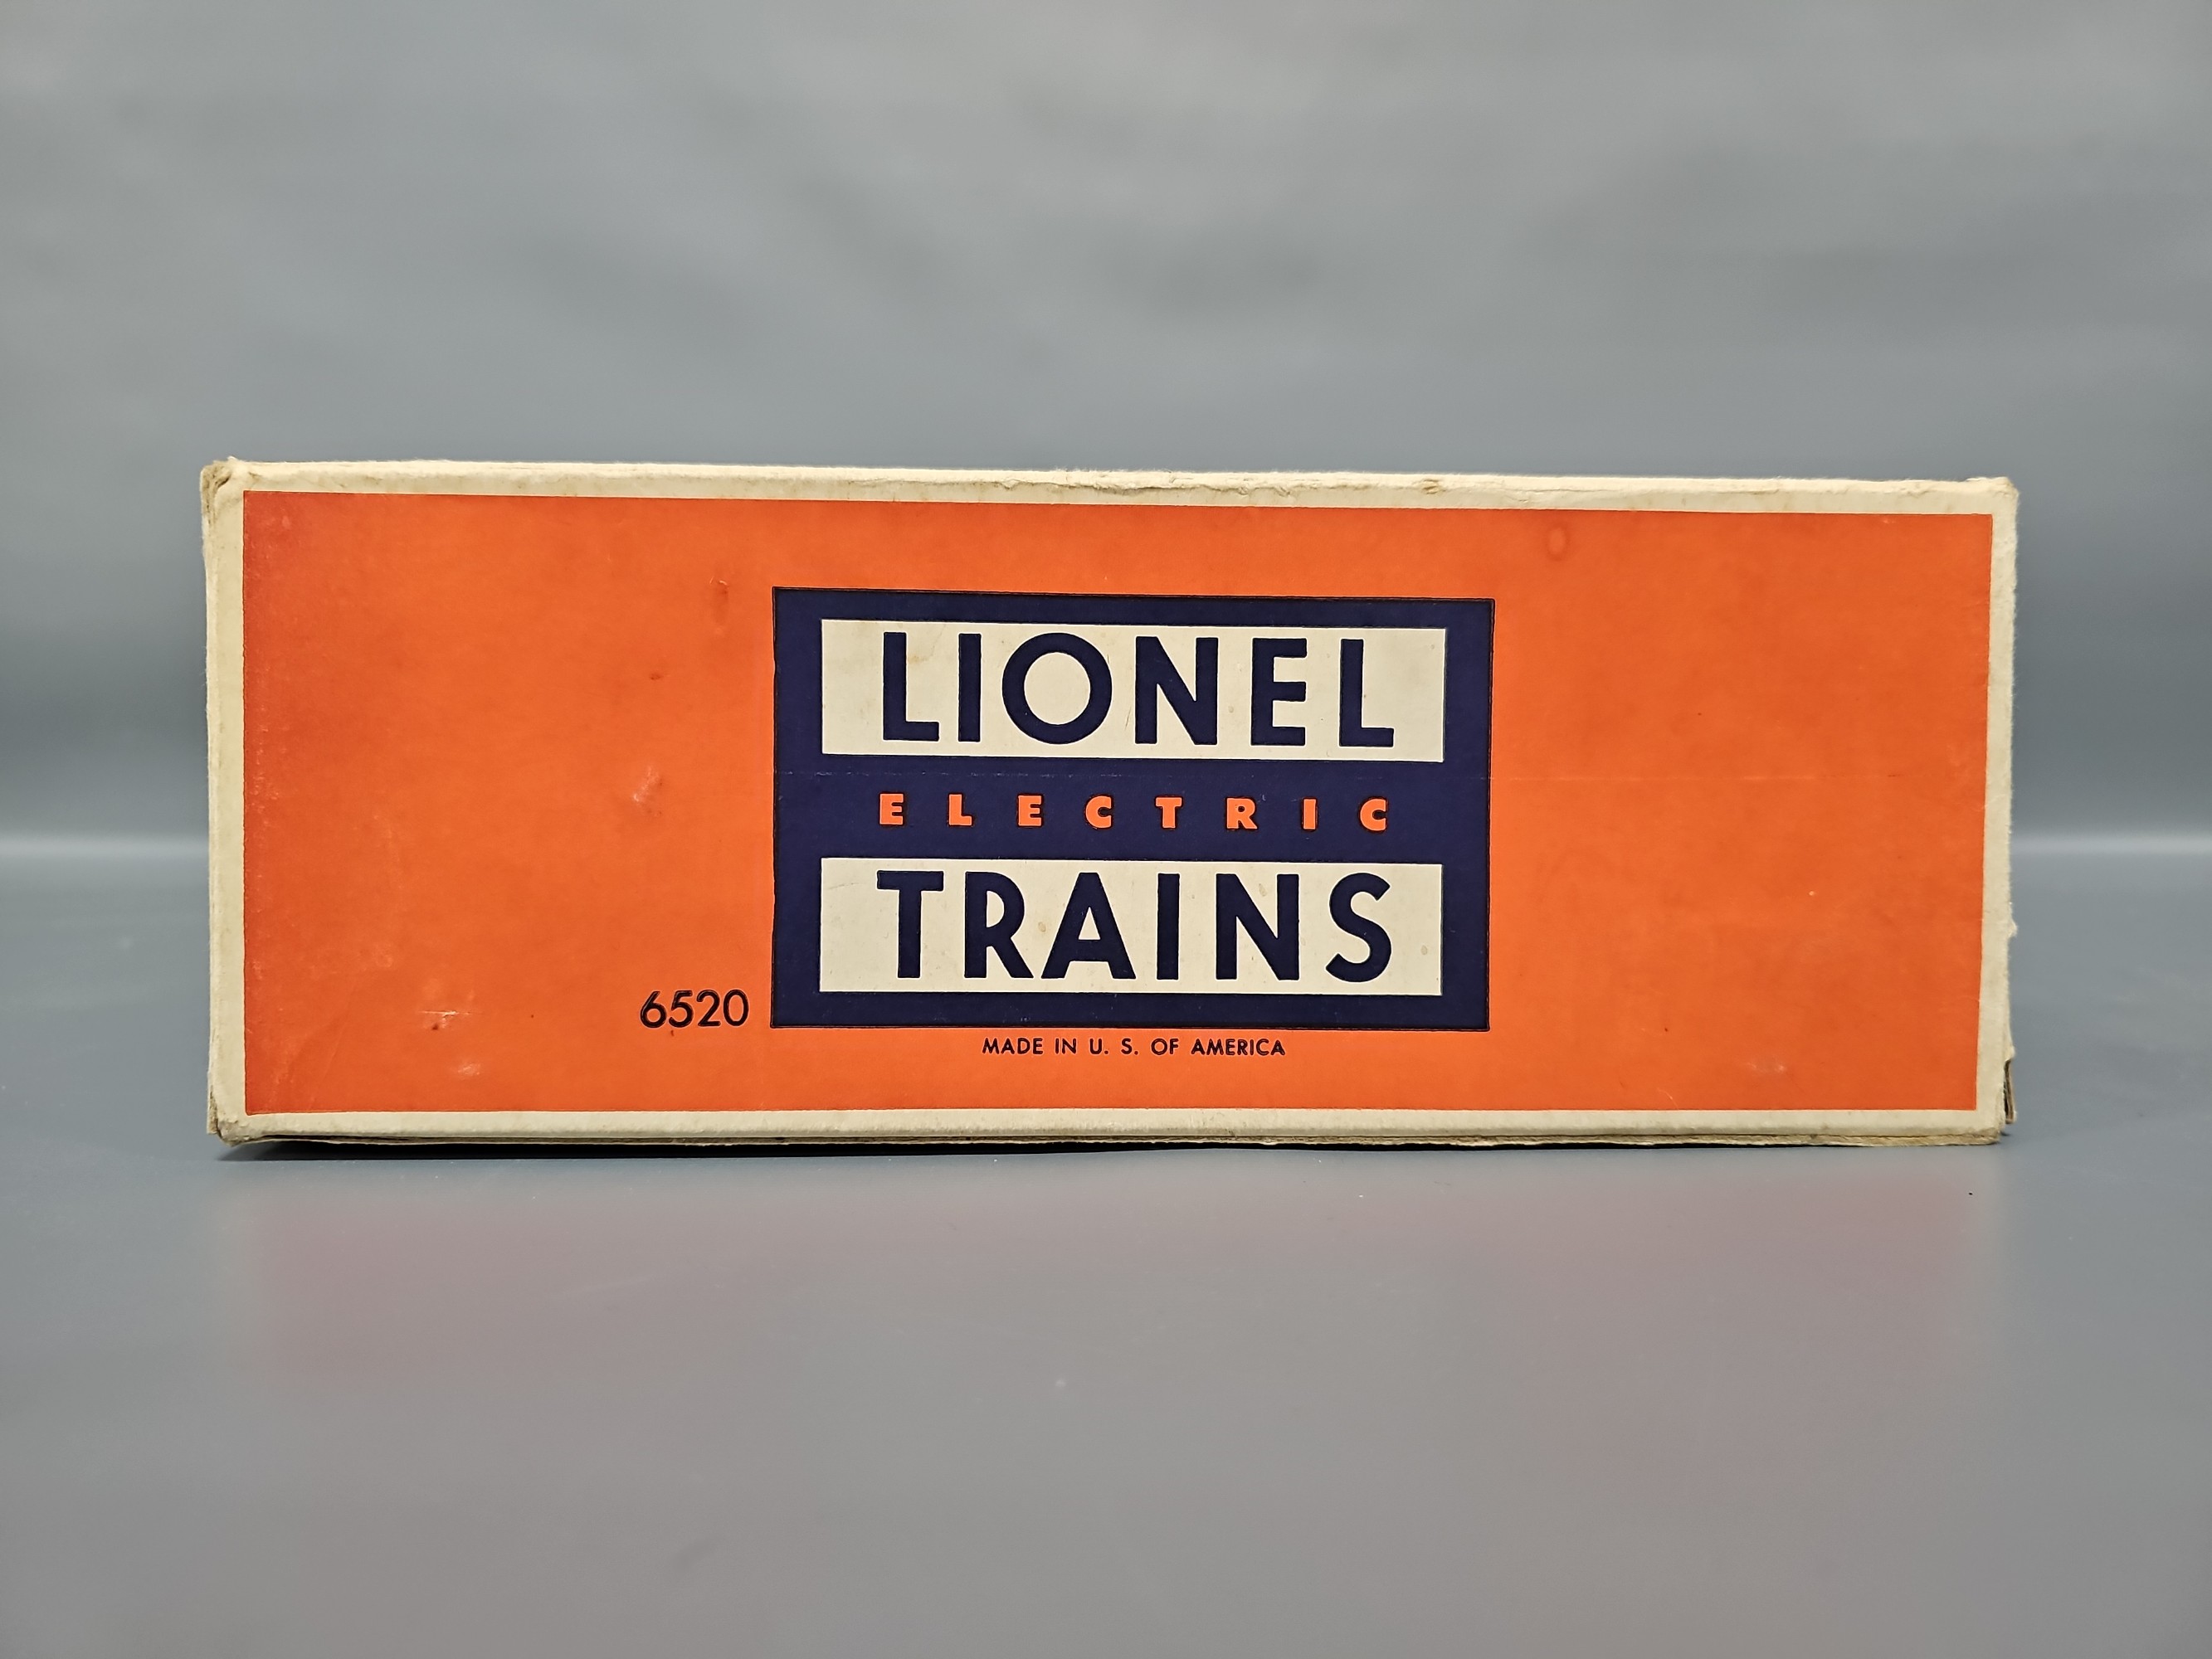 LIONEL
ELECTRIC
TRAINS
6520
MADE IN U. S. OF AMERICA